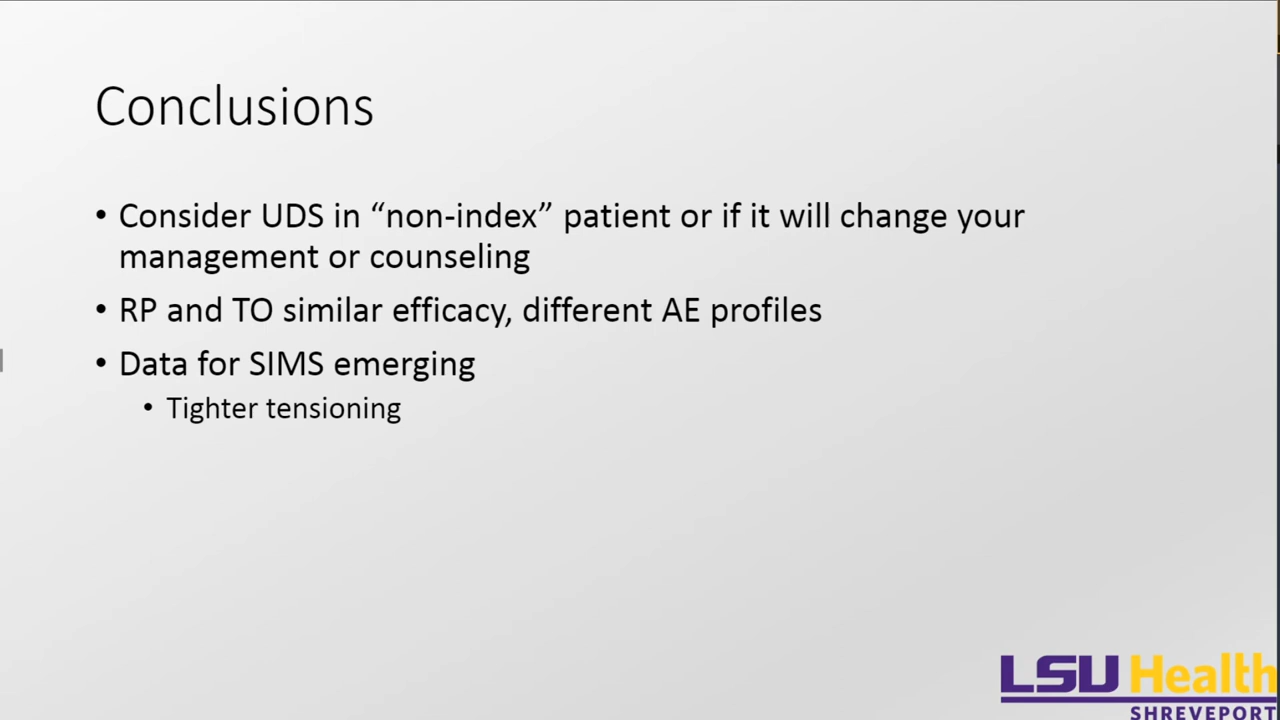 Conclusions
• Consider UDS in “non-index” patient or if it will change your
management or counseling
• RP and TO similar efficacy, different AE profiles
• Data for SIMS emerging
• Tighter tensioning
LSU Health
SHREVEPORT